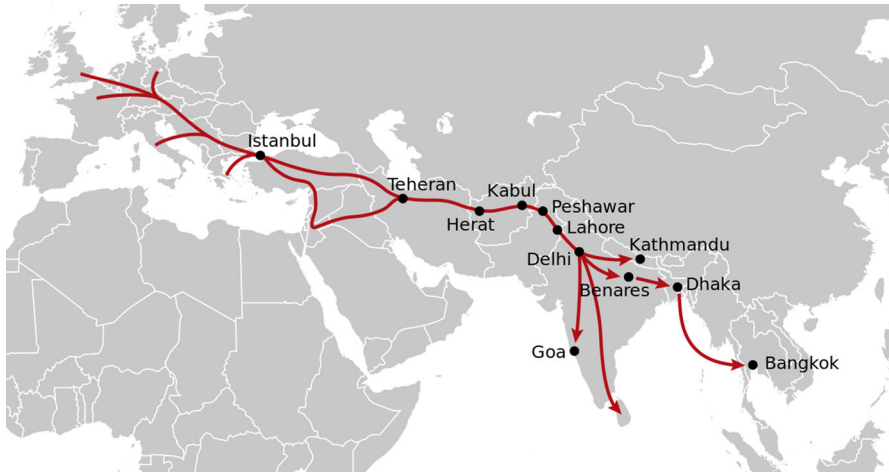 Istanbul
Teheran
Kabul
Herat
Peshawar
Lahore
Delhi
Kathmandu
Benares
Dhaka
Goa
Bangkok